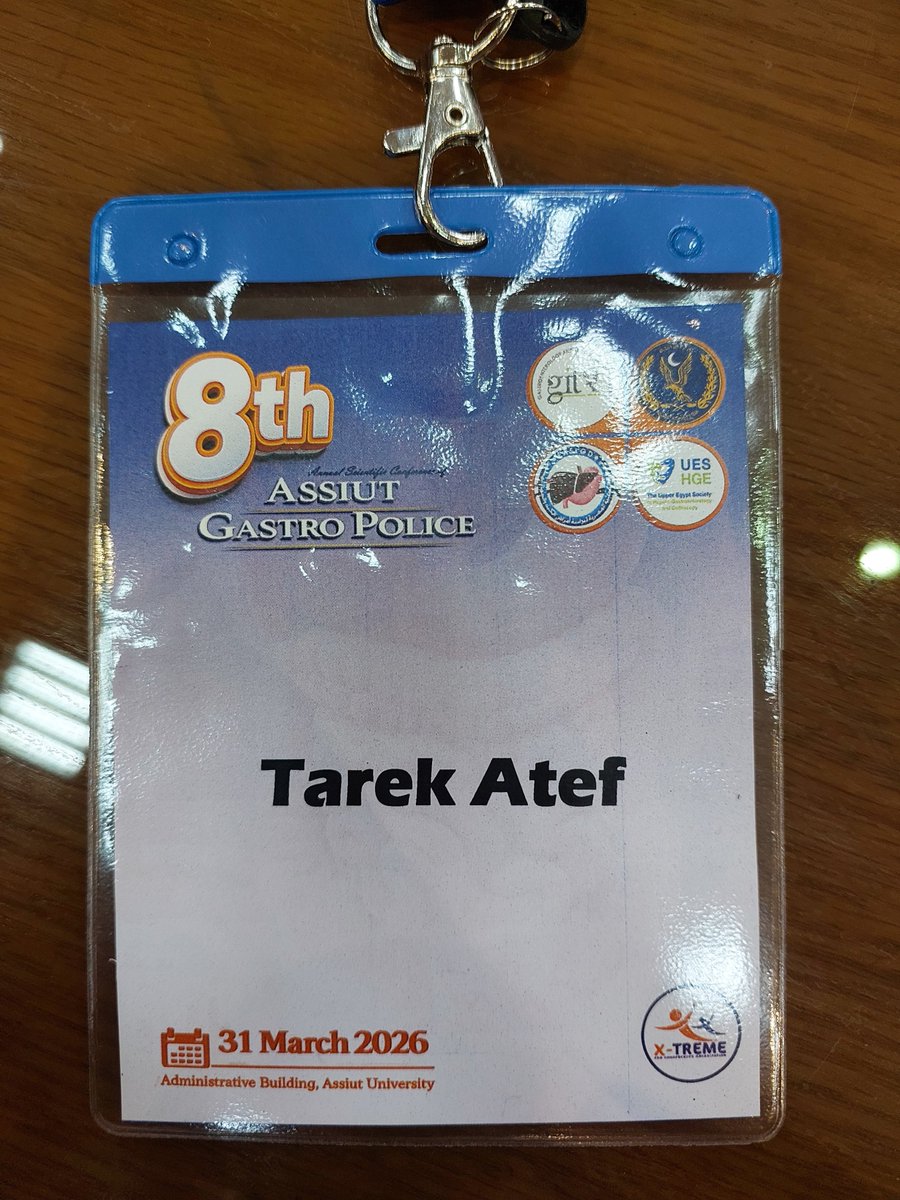 8th
Annual Scientific Conference of
ASSIUT
GASTRO POLICE
UES
HGE
The Upper Egypt Society
Tarek Atef
31 March 2026
Administrative Building, Assiut University
X-TREME